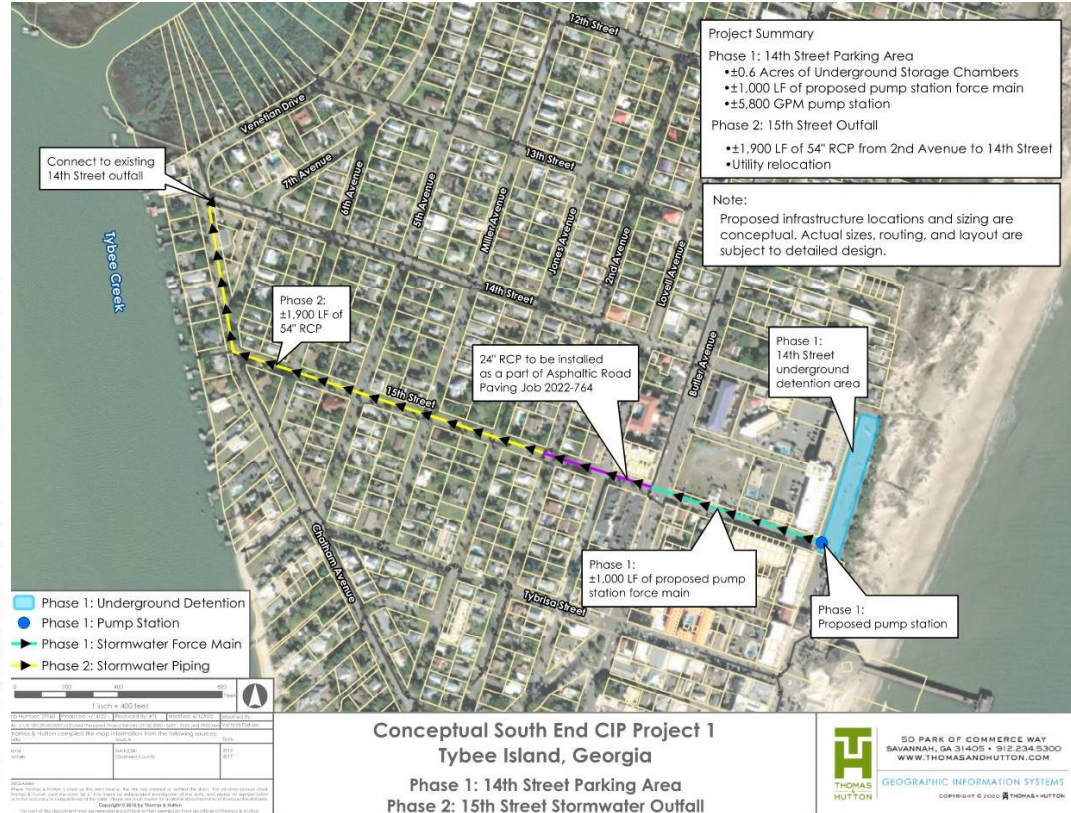 12th Street
Project Summary
Phase 1: 14th Street Parking Area
•±0.6 Acres of Underground Storage Chambers
•±1,000 LF of proposed pump station force main
•±5,800 GPM pump station
Phase 2: 15th Street Outfall
•±1,900 LF of 54" RCP from 2nd Avenue to 14th Street
•Utility relocation
Note:
Proposed infrastructure locations and sizing are
conceptual. Actual sizes, routing, and layout are
subject to detailed design.
Venetian Drive
Connect to existing
14th Street outfall
7th Avenue
6th Avenue
5th Avenue
13th Street
Miller Avenue
Jones Avenue
2nd Avenue
Lovell Avenue
Butler Avenue
14th Street
Tybee Creek
Phase 2:
±1,900 LF of
54" RCP
15th Street
24" RCP to be installed
as a part of Asphaltic Road
Paving Job 2022-764
Phase 1:
14th Street
underground
detention area
Chatham Avenue
Tybrisa Street
Phase 1:
±1,000 LF of proposed pump
station force main
Phase 1:
Proposed pump station
Phase 1: Underground Detention
Phase 1: Pump Station
Phase 1: Stormwater Force Main
Phase 2: Stormwater Piping
0 200 400 800
Feet
1 inch = 400 feet
Conceptual South End CIP Project 1
Tybee Island, Georgia
Phase 1: 14th Street Parking Area
Phase 2: 15th Street Stormwater Outfall
THOMAS
&
HUTTON
50 PARK OF COMMERCE WAY
SAVANNAH, GA 31405 • 912.234.5300
WWW.THOMASANDHUTTON.COM
GEOGRAPHIC INFORMATION SYSTEMS
COPYRIGHT © 2020 THOMAS & HUTTON